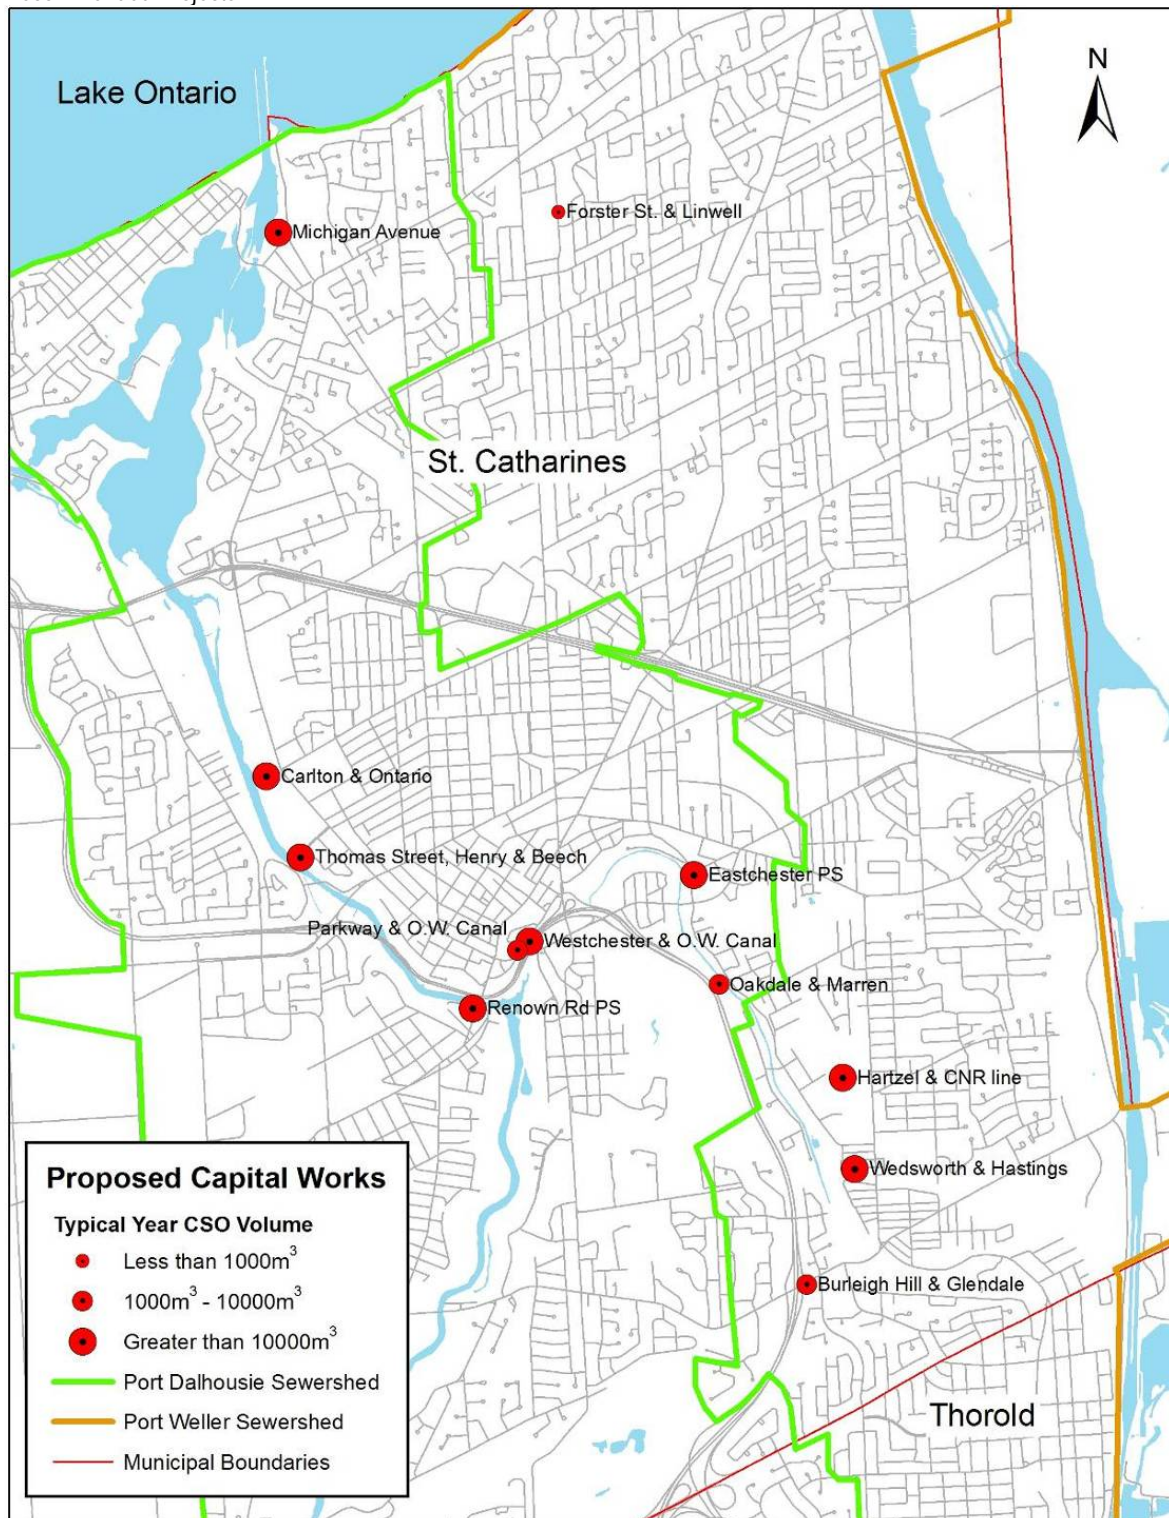 Lake Ontario
N
Forster St. & Linwell
Michigan Avenue
St. Catharines
Carlton & Ontario
Thomas Street, Henry & Beech
Eastchester PS
Parkway & O.W. Canal
Westchester & O.W. Canal
Oakdale & Marren
Renown Rd PS
Hartzel & CNR line
Wedsworth & Hastings
Burleigh Hill & Glendale
Thorold
Proposed Capital Works
Typical Year CSO Volume
Less than 1000m³
1000m³ - 10000m³
Greater than 10000m³
Port Dalhousie Sewershed
Port Weller Sewershed
Municipal Boundaries